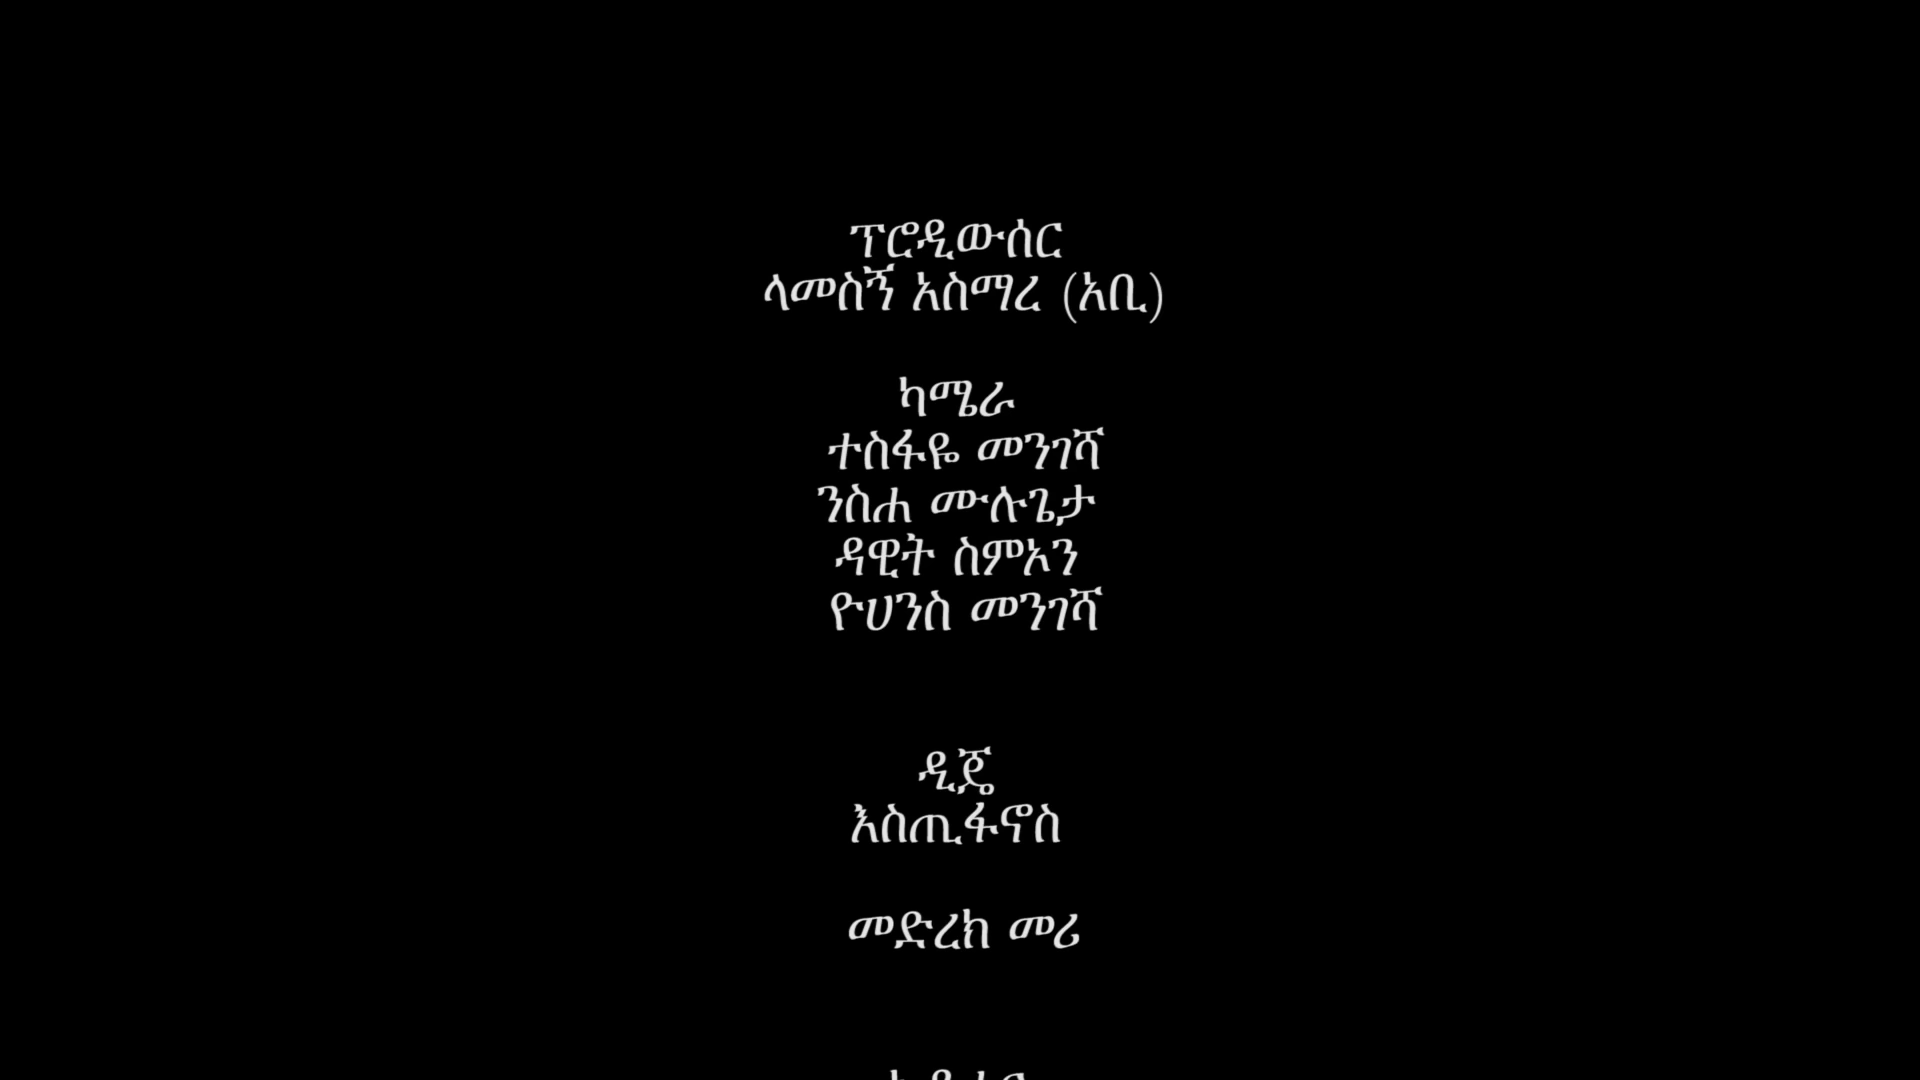 ፕሮዲውሰር
ላመስኝ አስማረ (አቢ)
ካሜራ
ተስፋዬ መንገሻ
ንስሐ ሙሉጌታ
ዳዊት ስምኦን
ዮሀንስ መንገሻ
ዲጄ
እስጢፋኖስ
መድረክ መሪ